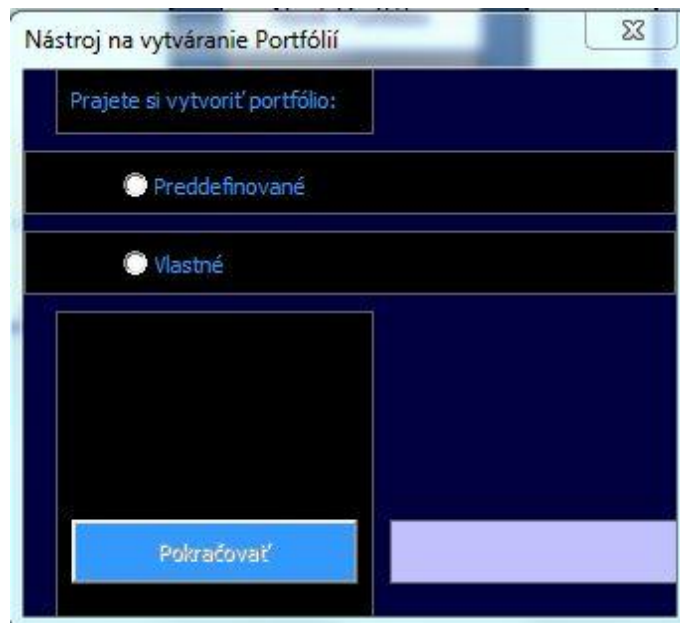 Nástroj na vytváranie Portfólií
Prajete si vytvoriť portfólio:
Preddefinované
Vlastné
Pokračovať